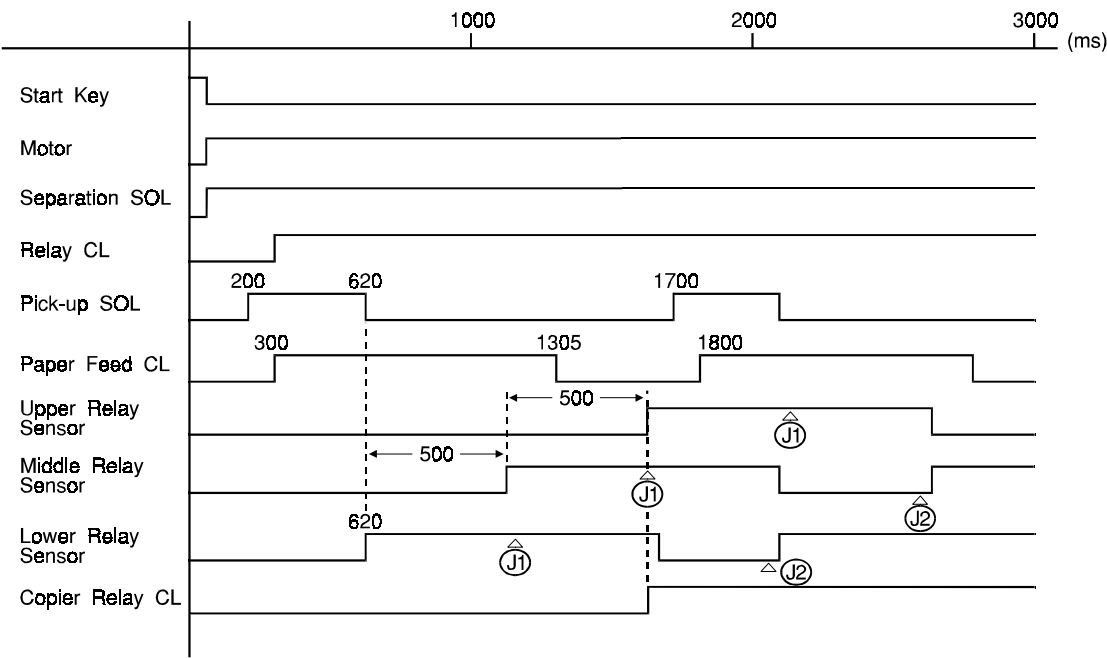 1000 2000 3000
(ms)
Start Key
Motor
Separation SOL
Relay CL
200 620 1700
Pick-up SOL
300 1305 1800
Paper Feed CL
500
Upper Relay
Sensor
J1
500
Middle Relay
Sensor
J1
J2
620
Lower Relay
Sensor
J1
J2
Copier Relay CL